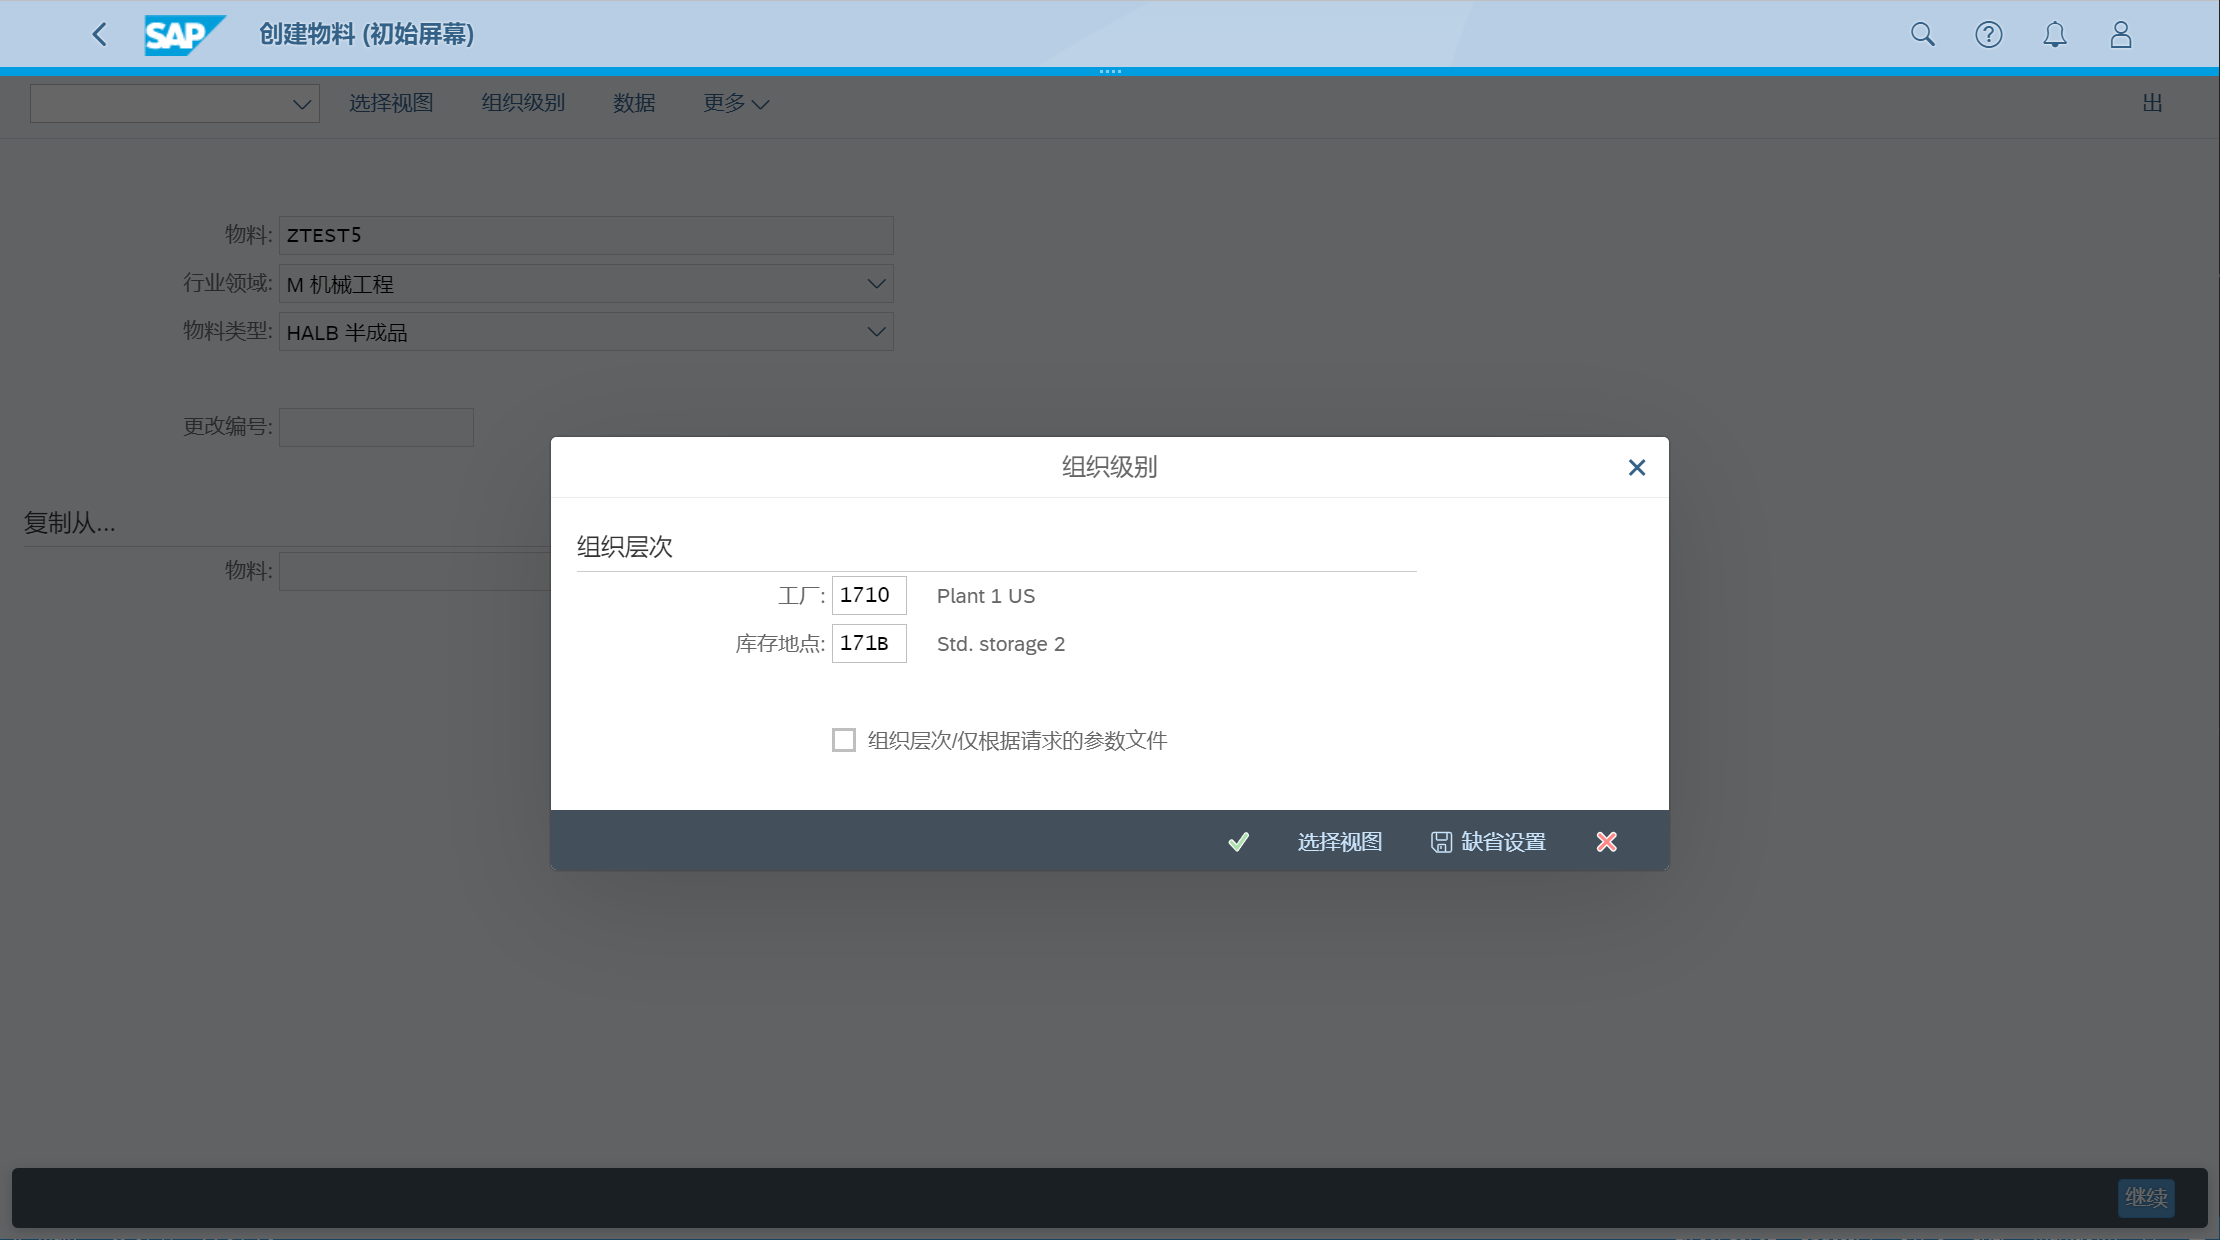 SAP 创建物料 (初始屏幕)
选择视图 组织级别 数据 更多 出
物料: ZTEST5
行业领域: M 机械工程
物料类型: HALB 半成品
更改编号:
复制从...
物料:
组织级别
组织层次
工厂: 1710 Plant 1 US
库存地点: 171B Std. storage 2
组织层次/仅根据请求的参数文件
选择视图 缺省设置
继续